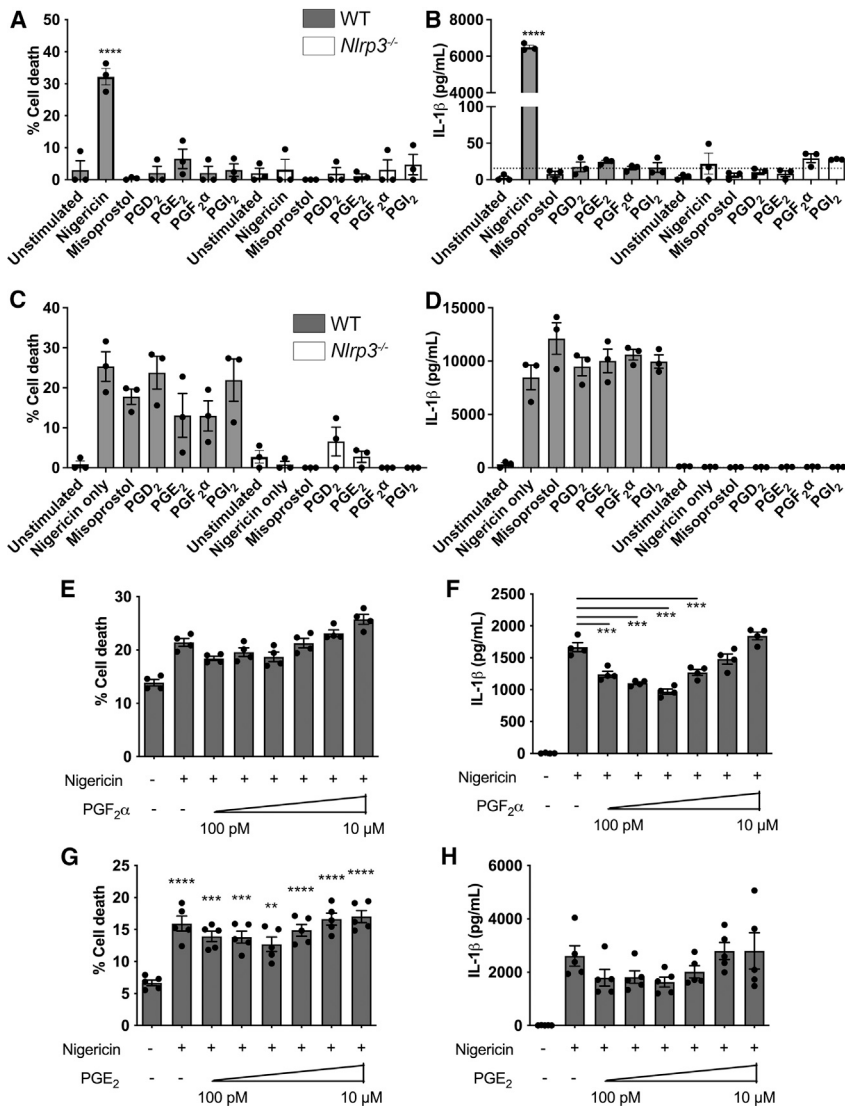 A
% Cell death
50
40
30
20
10
0
****
WT
Nlrp3-/-
Unstimulated
Nigericin
Misoprostol
PGD2
PGE2
PGF2α
PGI2
Unstimulated
Nigericin
Misoprostol
PGD2
PGE2
PGF2α
PGI2
B
IL-1β (pg/mL)
8000
6000
4000
100
50
0
****
Unstimulated
Nigericin
Misoprostol
PGD2
PGE2
PGF2α
PGI2
Unstimulated
Nigericin
Misoprostol
PGD2
PGE2
PGF2α
PGI2
C
% Cell death
50
40
30
20
10
0
WT
Nlrp3-/-
Unstimulated
Nigericin only
Misoprostol
PGD2
PGE2
PGF2α
PGI2
Unstimulated
Nigericin only
Misoprostol
PGD2
PGE2
PGF2α
PGI2
D
IL-1β (pg/mL)
15000
10000
5000
0
Unstimulated
Nigericin only
Misoprostol
PGD2
PGE2
PGF2α
PGI2
Unstimulated
Nigericin only
Misoprostol
PGD2
PGE2
PGF2α
PGI2
E
% Cell death
30
20
10
0
Nigericin - + + + + + + +
PGF2α - -
100 pM 10 µM
F
IL-1β (pg/mL)
2500
2000
1500
1000
500
0
*** *** *** ***
Nigericin - + + + + + + +
PGF2α - -
100 pM 10 µM
G
% Cell death
25
20
15
10
5
0
**** *** *** ** **** **** ****
Nigericin - + + + + + + +
PGE2 - -
100 pM 10 µM
H
IL-1β (pg/mL)
6000
4000
2000
0
Nigericin - + + + + + + +
PGE2 - -
100 pM 10 µM